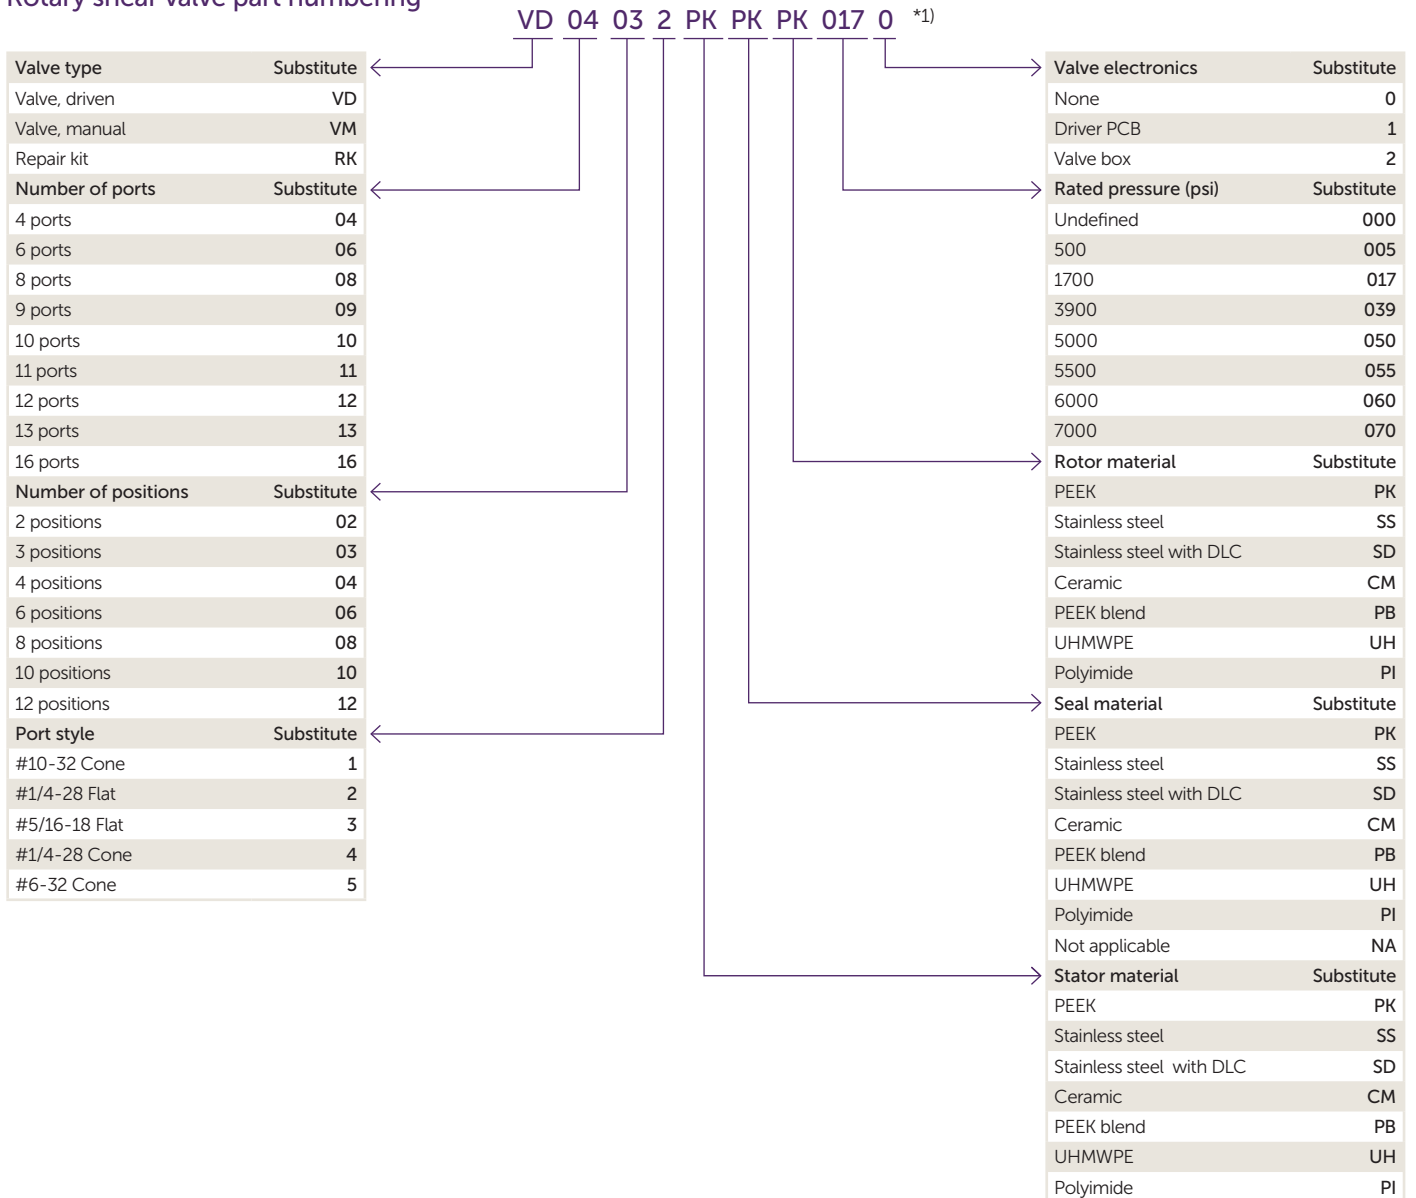 Rotary shear valve part numbering
VD 04 03 2 PK PK PK 017 0 *1)
Valve type Substitute
Valve, driven VD
Valve, manual VM
Repair kit RK
Number of ports Substitute
4 ports 04
6 ports 06
8 ports 08
9 ports 09
10 ports 10
11 ports 11
12 ports 12
13 ports 13
16 ports 16
Number of positions Substitute
2 positions 02
3 positions 03
4 positions 04
6 positions 06
8 positions 08
10 positions 10
12 positions 12
Port style Substitute
#10-32 Cone 1
#1/4-28 Flat 2
#5/16-18 Flat 3
#1/4-28 Cone 4
#6-32 Cone 5
Valve electronics Substitute
None 0
Driver PCB 1
Valve box 2
Rated pressure (psi) Substitute
Undefined 000
500 005
1700 017
3900 039
5000 050
5500 055
6000 060
7000 070
Rotor material Substitute
PEEK PK
Stainless steel SS
Stainless steel with DLC SD
Ceramic CM
PEEK blend PB
UHMWPE UH
Polyimide PI
Seal material Substitute
PEEK PK
Stainless steel SS
Stainless steel with DLC SD
Ceramic CM
PEEK blend PB
UHMWPE UH
Polyimide PI
Not applicable NA
Stator material Substitute
PEEK PK
Stainless steel SS
Stainless steel with DLC SD
Ceramic CM
PEEK blend PB
UHMWPE UH
Polyimide PI